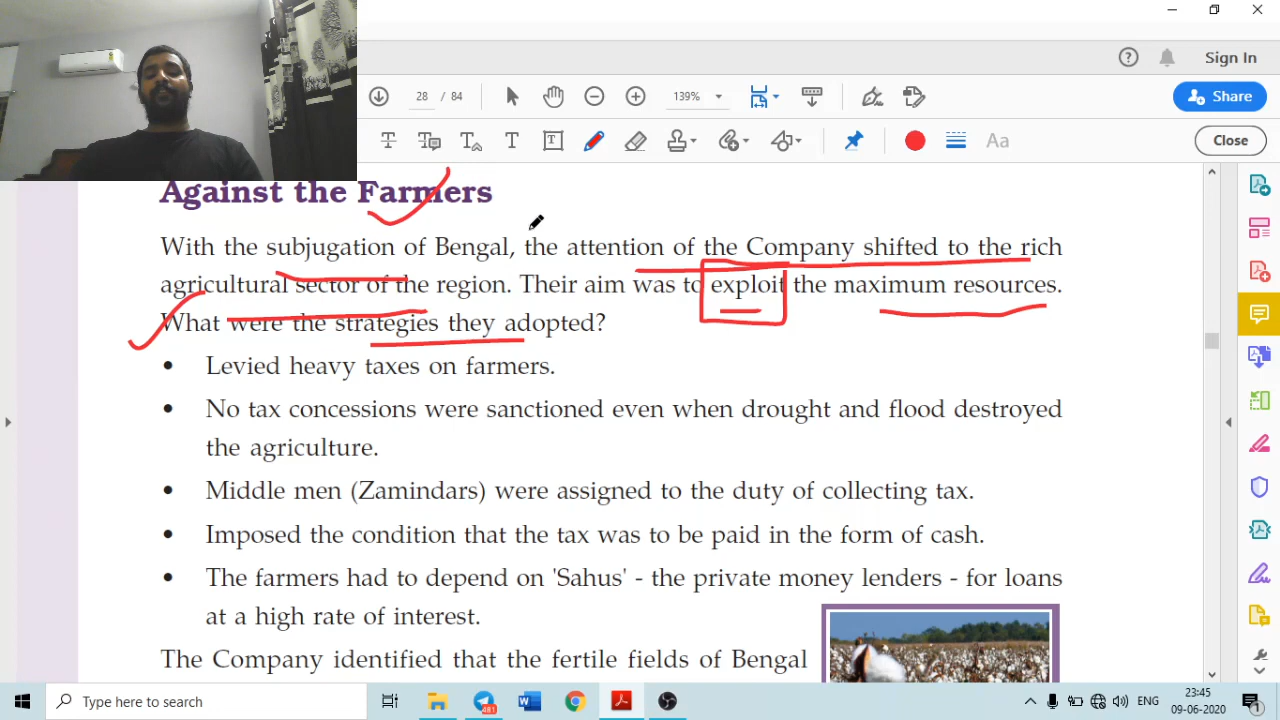 Sign In
28 / 84
139%
Share
Aa
Close
Against the Farmers
With the subjugation of Bengal, the attention of the Company shifted to the rich
agricultural sector of the region. Their aim was to exploit the maximum resources.
What were the strategies they adopted?
• Levied heavy taxes on farmers.
• No tax concessions were sanctioned even when drought and flood destroyed
the agriculture.
• Middle men (Zamindars) were assigned to the duty of collecting tax.
• Imposed the condition that the tax was to be paid in the form of cash.
• The farmers had to depend on 'Sahus' - the private money lenders - for loans
at a high rate of interest.
The Company identified that the fertile fields of Bengal
Type here to search
481
ENG
23:45
09-06-2020
1